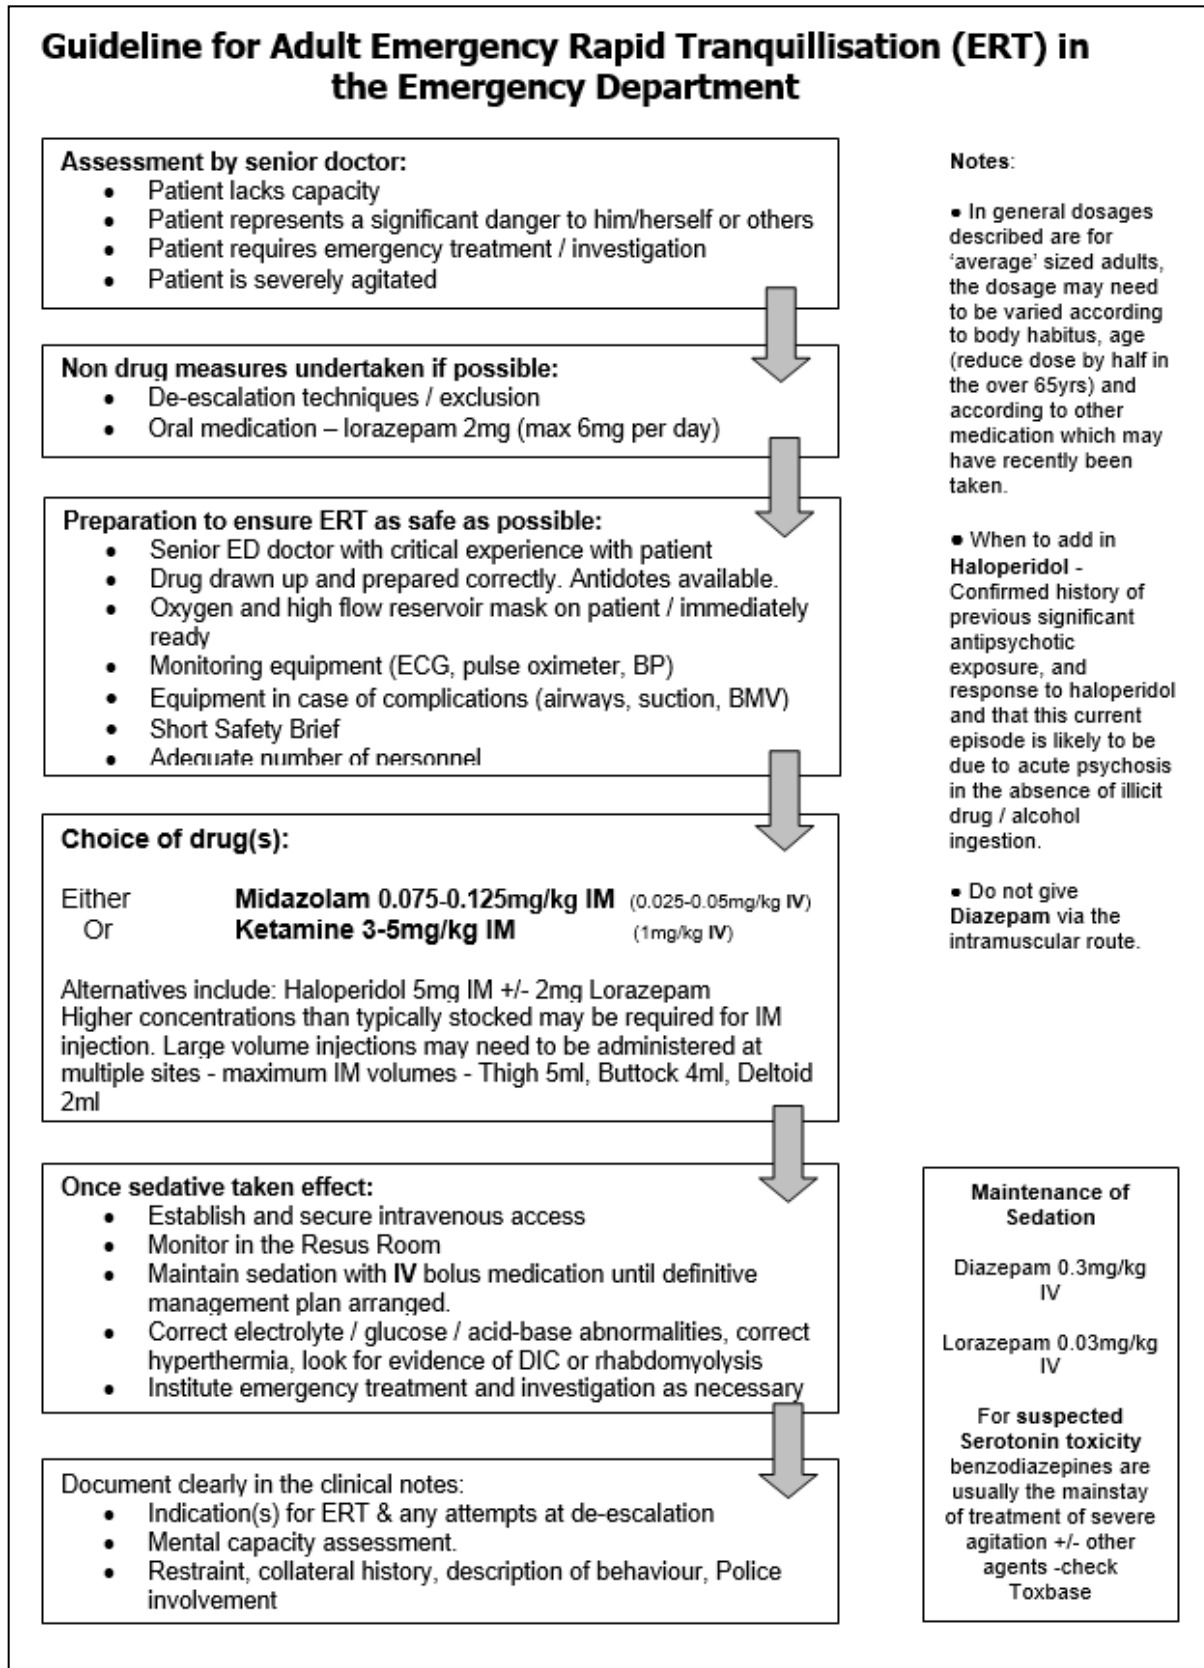 Guideline for Adult Emergency Rapid Tranquillisation (ERT) in
the Emergency Department
Assessment by senior doctor:
• Patient lacks capacity
• Patient represents a significant danger to him/herself or others
• Patient requires emergency treatment / investigation
• Patient is severely agitated
Non drug measures undertaken if possible:
• De-escalation techniques / exclusion
• Oral medication – lorazepam 2mg (max 6mg per day)
Preparation to ensure ERT as safe as possible:
• Senior ED doctor with critical experience with patient
• Drug drawn up and prepared correctly. Antidotes available.
• Oxygen and high flow reservoir mask on patient / immediately
ready
• Monitoring equipment (ECG, pulse oximeter, BP)
• Equipment in case of complications (airways, suction, BMV)
• Short Safety Brief
• Adequate number of personnel
Choice of drug(s):
Either Midazolam 0.075-0.125mg/kg IM (0.025-0.05mg/kg IV)
Or Ketamine 3-5mg/kg IM (1mg/kg IV)
Alternatives include: Haloperidol 5mg IM +/- 2mg Lorazepam
Higher concentrations than typically stocked may be required for IM
injection. Large volume injections may need to be administered at
multiple sites - maximum IM volumes - Thigh 5ml, Buttock 4ml, Deltoid
2ml
Once sedative taken effect:
• Establish and secure intravenous access
• Monitor in the Resus Room
• Maintain sedation with IV bolus medication until definitive
management plan arranged.
• Correct electrolyte / glucose / acid-base abnormalities, correct
hyperthermia, look for evidence of DIC or rhabdomyolysis
• Institute emergency treatment and investigation as necessary
Document clearly in the clinical notes:
• Indication(s) for ERT & any attempts at de-escalation
• Mental capacity assessment.
• Restraint, collateral history, description of behaviour, Police
involvement
Notes:
• In general dosages
described are for
‘average’ sized adults,
the dosage may need
to be varied according
to body habitus, age
(reduce dose by half in
the over 65yrs) and
according to other
medication which may
have recently been
taken.
• When to add in
Haloperidol -
Confirmed history of
previous significant
antipsychotic
exposure, and
response to haloperidol
and that this current
episode is likely to be
due to acute psychosis
in the absence of illicit
drug / alcohol
ingestion.
• Do not give
Diazepam via the
intramuscular route.
Maintenance of
Sedation
Diazepam 0.3mg/kg
IV
Lorazepam 0.03mg/kg
IV
For suspected
Serotonin toxicity
benzodiazepines are
usually the mainstay
of treatment of severe
agitation +/- other
agents -check
Toxbase